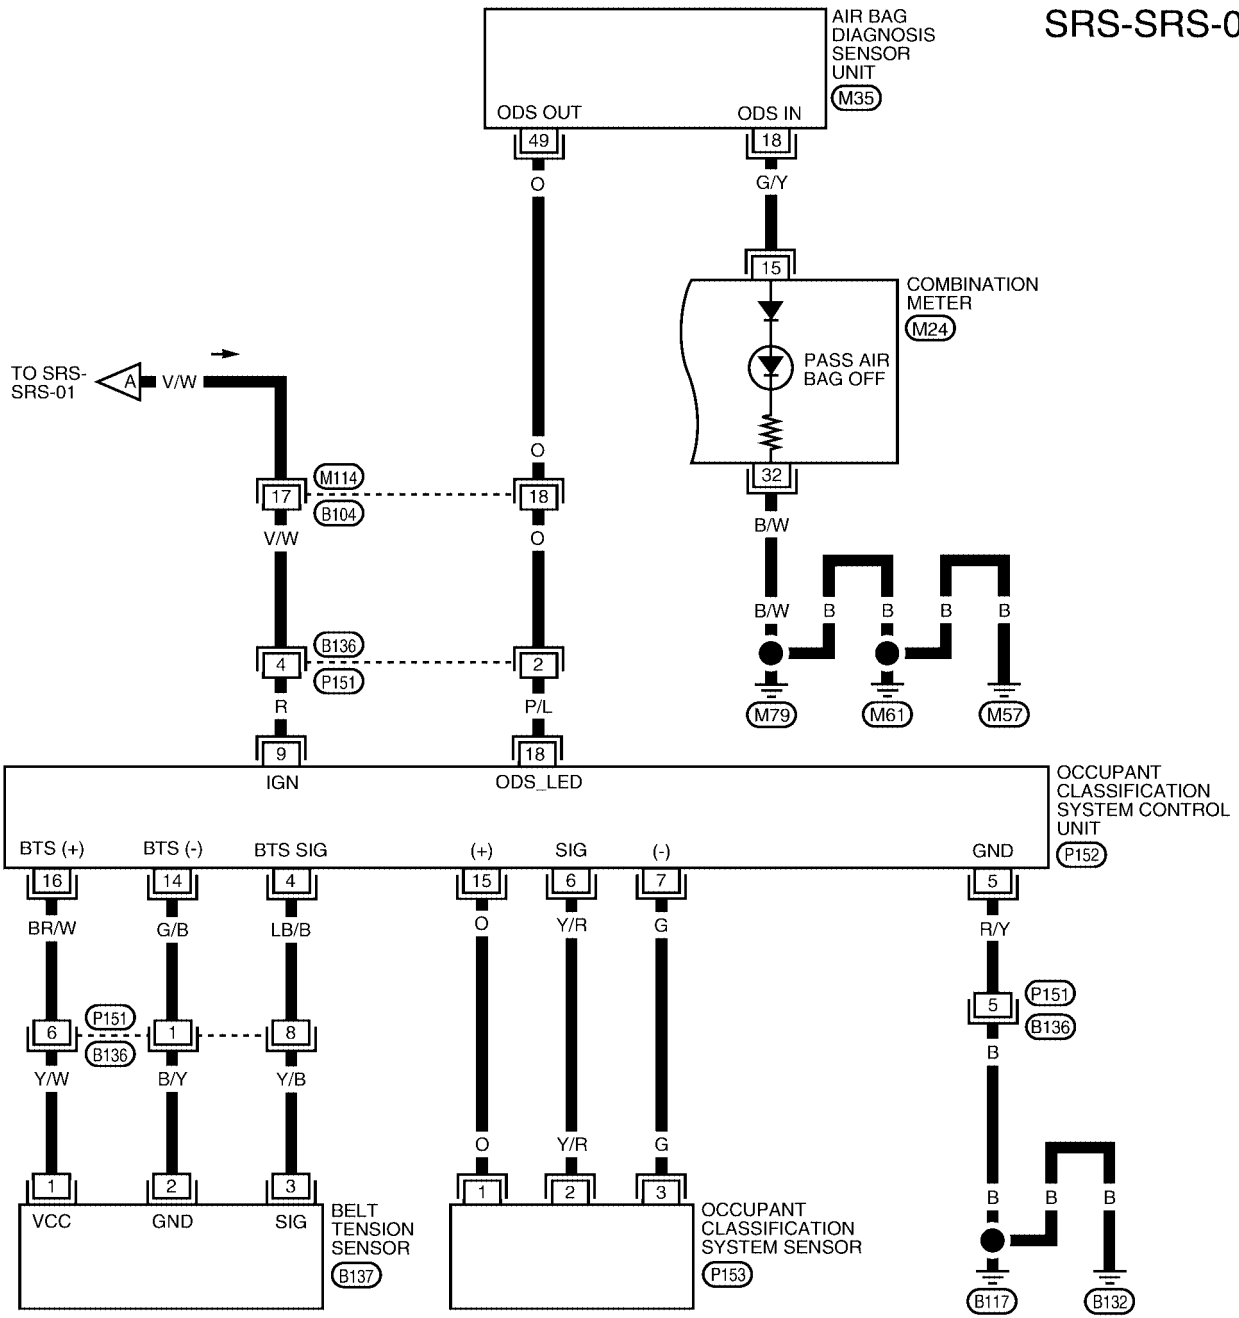 SRS-SRS-0
AIR BAG
DIAGNOSIS
SENSOR
UNIT
M35
ODS OUT
ODS IN
49
18
O
G/Y
15
COMBINATION
METER
M24
PASS AIR
BAG OFF
TO SRS-
SRS-01
A
V/W
O
32
M114
17
18
B104
B/W
V/W
O
B/W
B
B
B
B
B136
4
2
P151
R
P/L
M79
M61
M57
9
18
IGN
ODS_LED
OCCUPANT
CLASSIFICATION
SYSTEM CONTROL
UNIT
P152
BTS (+)
BTS (-)
BTS SIG
(+)
SIG
(-)
GND
16
14
4
15
6
7
5
BR/W
G/B
LB/B
O
Y/R
G
R/Y
P151
6
1
8
B136
P151
5
B136
Y/W
B/Y
Y/B
B
O
Y/R
G
1
2
3
1
2
3
B
B
B
VCC
GND
SIG
BELT
TENSION
SENSOR
B137
OCCUPANT
CLASSIFICATION
SYSTEM SENSOR
P153
B117
B132